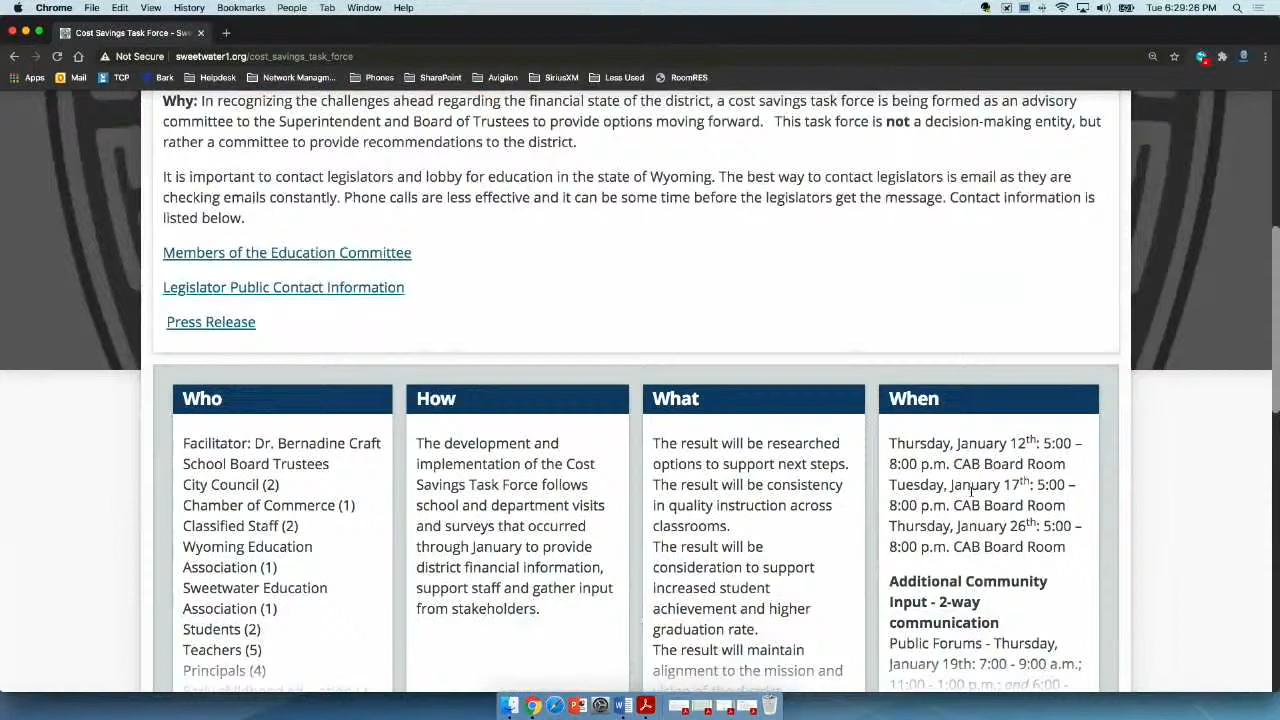 Chrome File Edit View History Bookmarks People Tab Window Help Tue 6:29:26 PM
Cost Savings Task Force - Swe
Not Secure sweetwater1.org/cost_savings_task_force
Apps Mail TCP Bark Helpdesk Network Managm... Phones SharePoint Avigilon SiriusXM Less Used RoomRES
Why: In recognizing the challenges ahead regarding the financial state of the district, a cost savings task force is being formed as an advisory
committee to the Superintendent and Board of Trustees to provide options moving forward. This task force is not a decision-making entity, but
rather a committee to provide recommendations to the district.
It is important to contact legislators and lobby for education in the state of Wyoming. The best way to contact legislators is email as they are
checking emails constantly. Phone calls are less effective and it can be some time before the legislators get the message. Contact information is
listed below.
Members of the Education Committee
Legislator Public Contact Information
Press Release
Who
Facilitator: Dr. Bernadine Craft
School Board Trustees
City Council (2)
Chamber of Commerce (1)
Classified Staff (2)
Wyoming Education
Association (1)
Sweetwater Education
Association (1)
Students (2)
Teachers (5)
Principals (4)
How
The development and
implementation of the Cost
Savings Task Force follows
school and department visits
and surveys that occurred
through January to provide
district financial information,
support staff and gather input
from stakeholders.
What
The result will be researched
options to support next steps.
The result will be consistency
in quality instruction across
classrooms.
The result will be
consideration to support
increased student
achievement and higher
graduation rate.
The result will maintain
alignment to the mission and
When
Thursday, January 12th: 5:00 –
8:00 p.m. CAB Board Room
Tuesday, January 17th: 5:00 –
8:00 p.m. CAB Board Room
Thursday, January 26th: 5:00 –
8:00 p.m. CAB Board Room
Additional Community
Input - 2-way
communication
Public Forums - Thursday,
January 19th: 7:00 - 9:00 a.m.;
11:00 - 1:00 p.m.; and 6:00 -